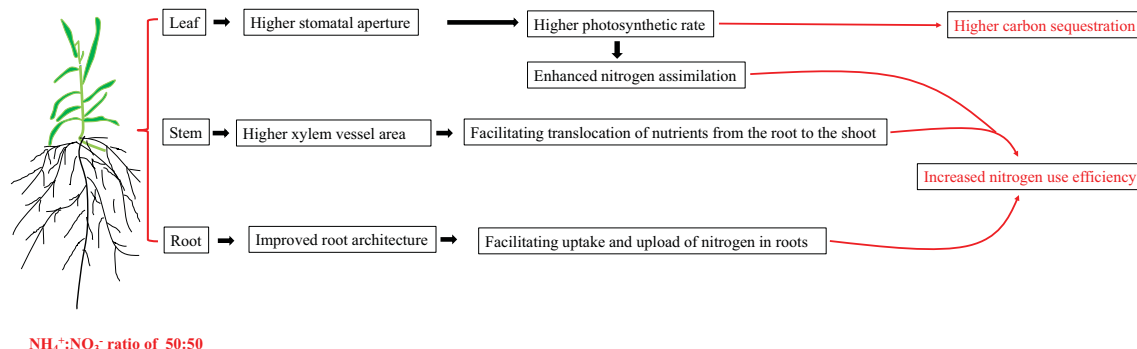 Leaf
Higher stomatal aperture
Higher photosynthetic rate
Higher carbon sequestration
Enhanced nitrogen assimilation
Stem
Higher xylem vessel area
Facilitating translocation of nutrients from the root to the shoot
Increased nitrogen use efficiency
Root
Improved root architecture
Facilitating uptake and upload of nitrogen in roots
NH₄⁺:NO₃⁻ ratio of 50:50